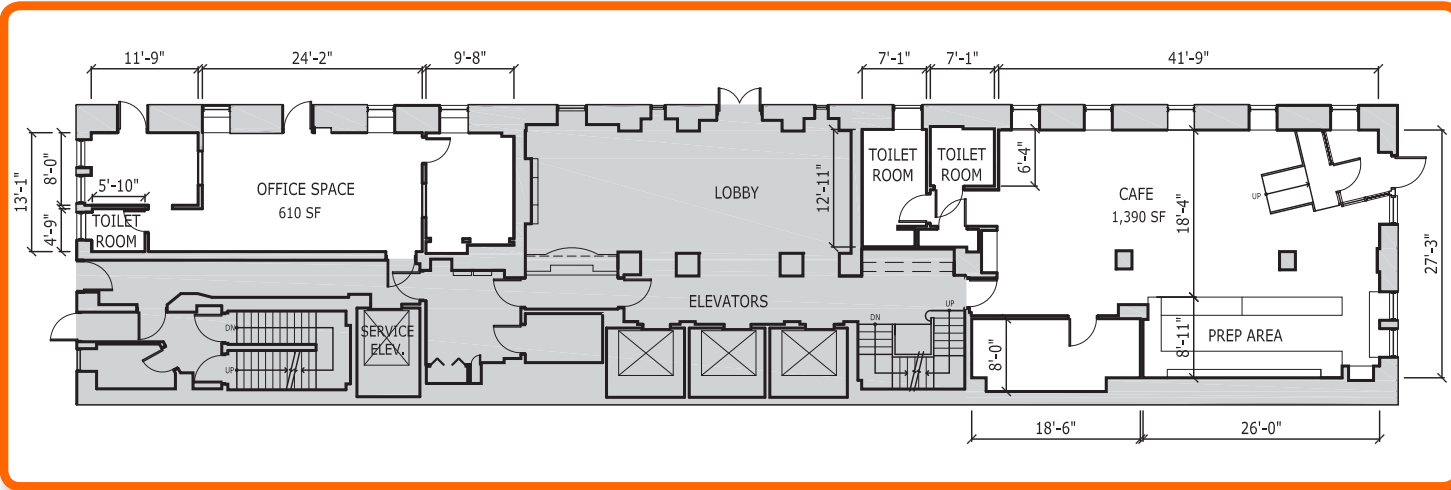 11'-9"
24'-2"
9'-8"
7'-1"
7'-1"
41'-9"
13'-1"
8'-0"
5'-10"
4'-9"
TOILET
ROOM
OFFICE SPACE
610 SF
LOBBY
12'-11"
TOILET
ROOM
TOILET
ROOM
6'-4"
CAFE
1,390 SF
18'-4"
UP
27'-3"
ELEVATORS
UP
DN
DN
UP
SERVICE
ELEV.
8'-0"
8'-11"
PREP AREA
18'-6"
26'-0"